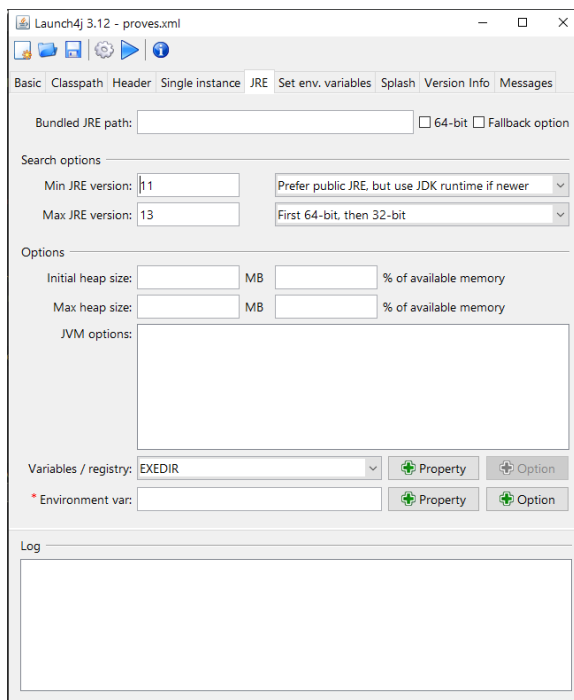 Launch4j 3.12 - proves.xml
Basic Classpath Header Single instance JRE Set env. variables Splash Version Info Messages
Bundled JRE path: 64-bit Fallback option
Search options
Min JRE version: 11 Prefer public JRE, but use JDK runtime if newer
Max JRE version: 13 First 64-bit, then 32-bit
Options
Initial heap size: MB % of available memory
Max heap size: MB % of available memory
JVM options:
Variables / registry: EXEDIR Property Option
* Environment var: Property Option
Log